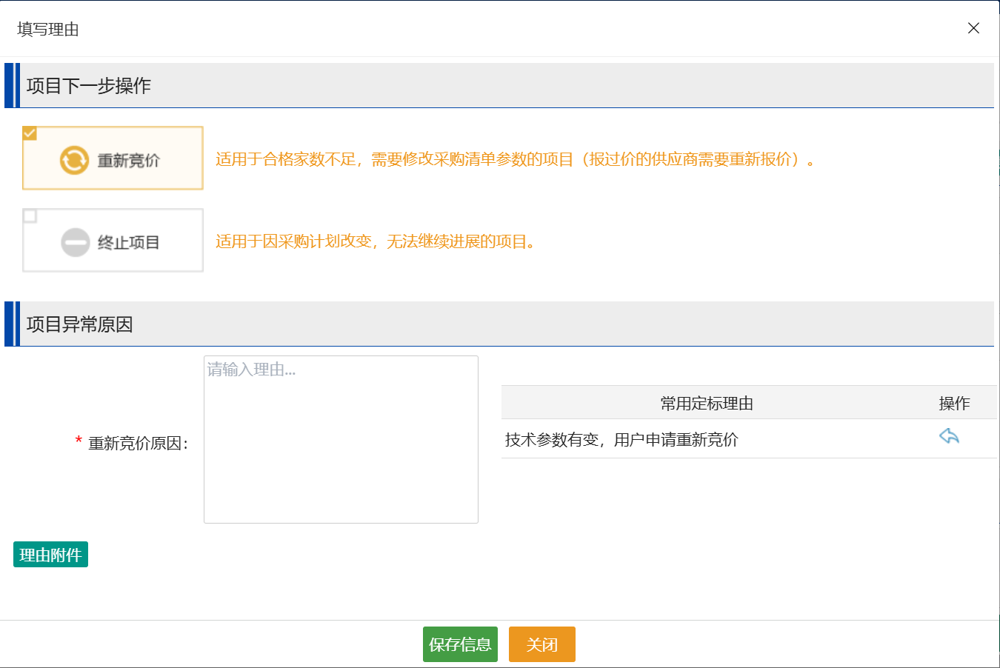 填写理由
项目下一步操作
重新竞价
适用于合格家数不足，需要修改采购清单参数的项目（报过价的供应商需要重新报价）。
终止项目
适用于因采购计划改变，无法继续进展的项目。
项目异常原因
* 重新竞价原因：
请输入理由...
常用定标理由 操作
技术参数有变，用户申请重新竞价
理由附件
保存信息 关闭